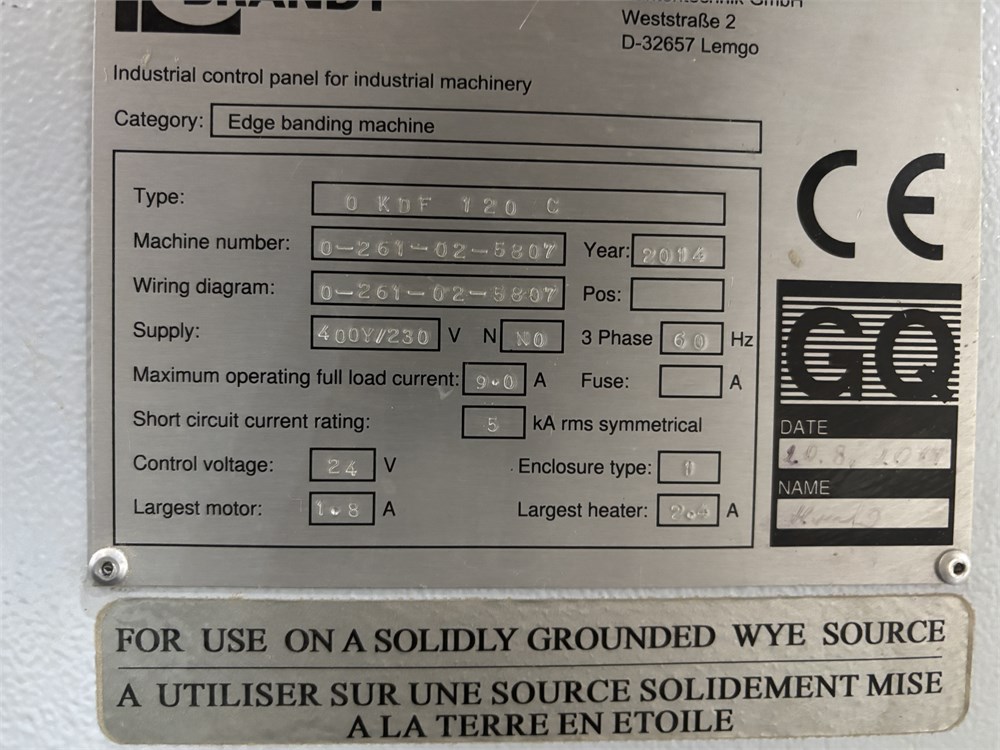 BRANDT
Weststraße 2
D-32657 Lemgo
Industrial control panel for industrial machinery
Category: Edge banding machine
Type: 0 KDF 120 C
Machine number: 0-261-02-5807 Year: 2014
Wiring diagram: 0-261-02-5807 Pos:
Supply: 400Y/230 V N NO 3 Phase 60 Hz
Maximum operating full load current: 9.0 A Fuse: A
Short circuit current rating: 5 kA rms symmetrical
Control voltage: 24 V Enclosure type: 1
Largest motor: 1.8 A Largest heater: 2.4 A
CE
GQ
DATE
20.8.2014
NAME
FOR USE ON A SOLIDLY GROUNDED WYE SOURCE
A UTILISER SUR UNE SOURCE SOLIDEMENT MISE
A LA TERRE EN ETOILE